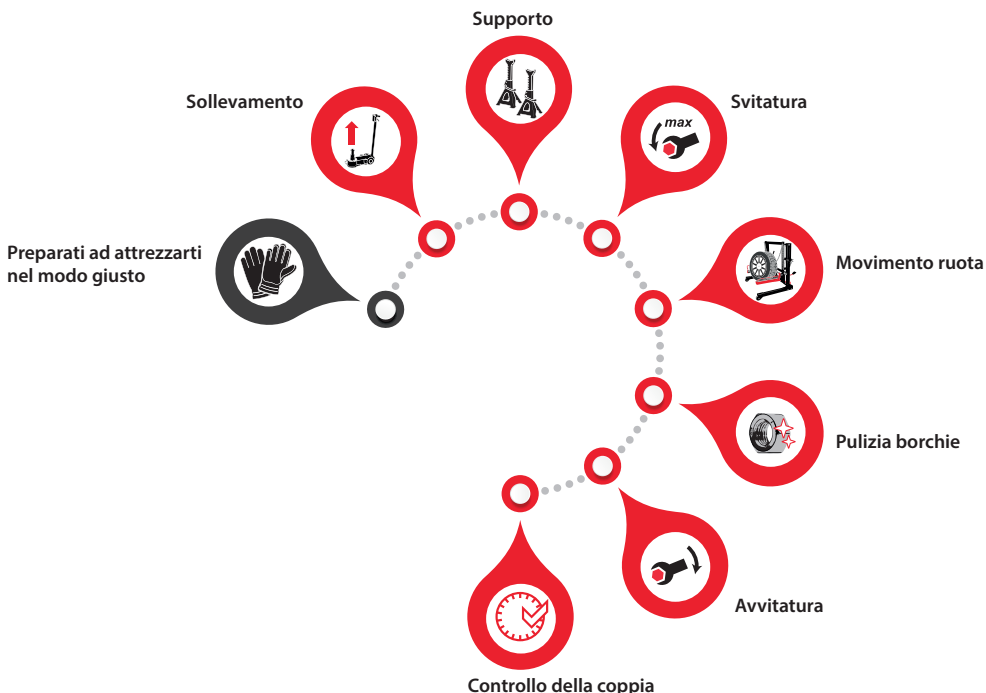 Supporto
Sollevamento
Svitatura
max
Preparati ad attrezzarti
nel modo giusto
Movimento ruota
Pulizia borchie
Avvitatura
Controllo della coppia